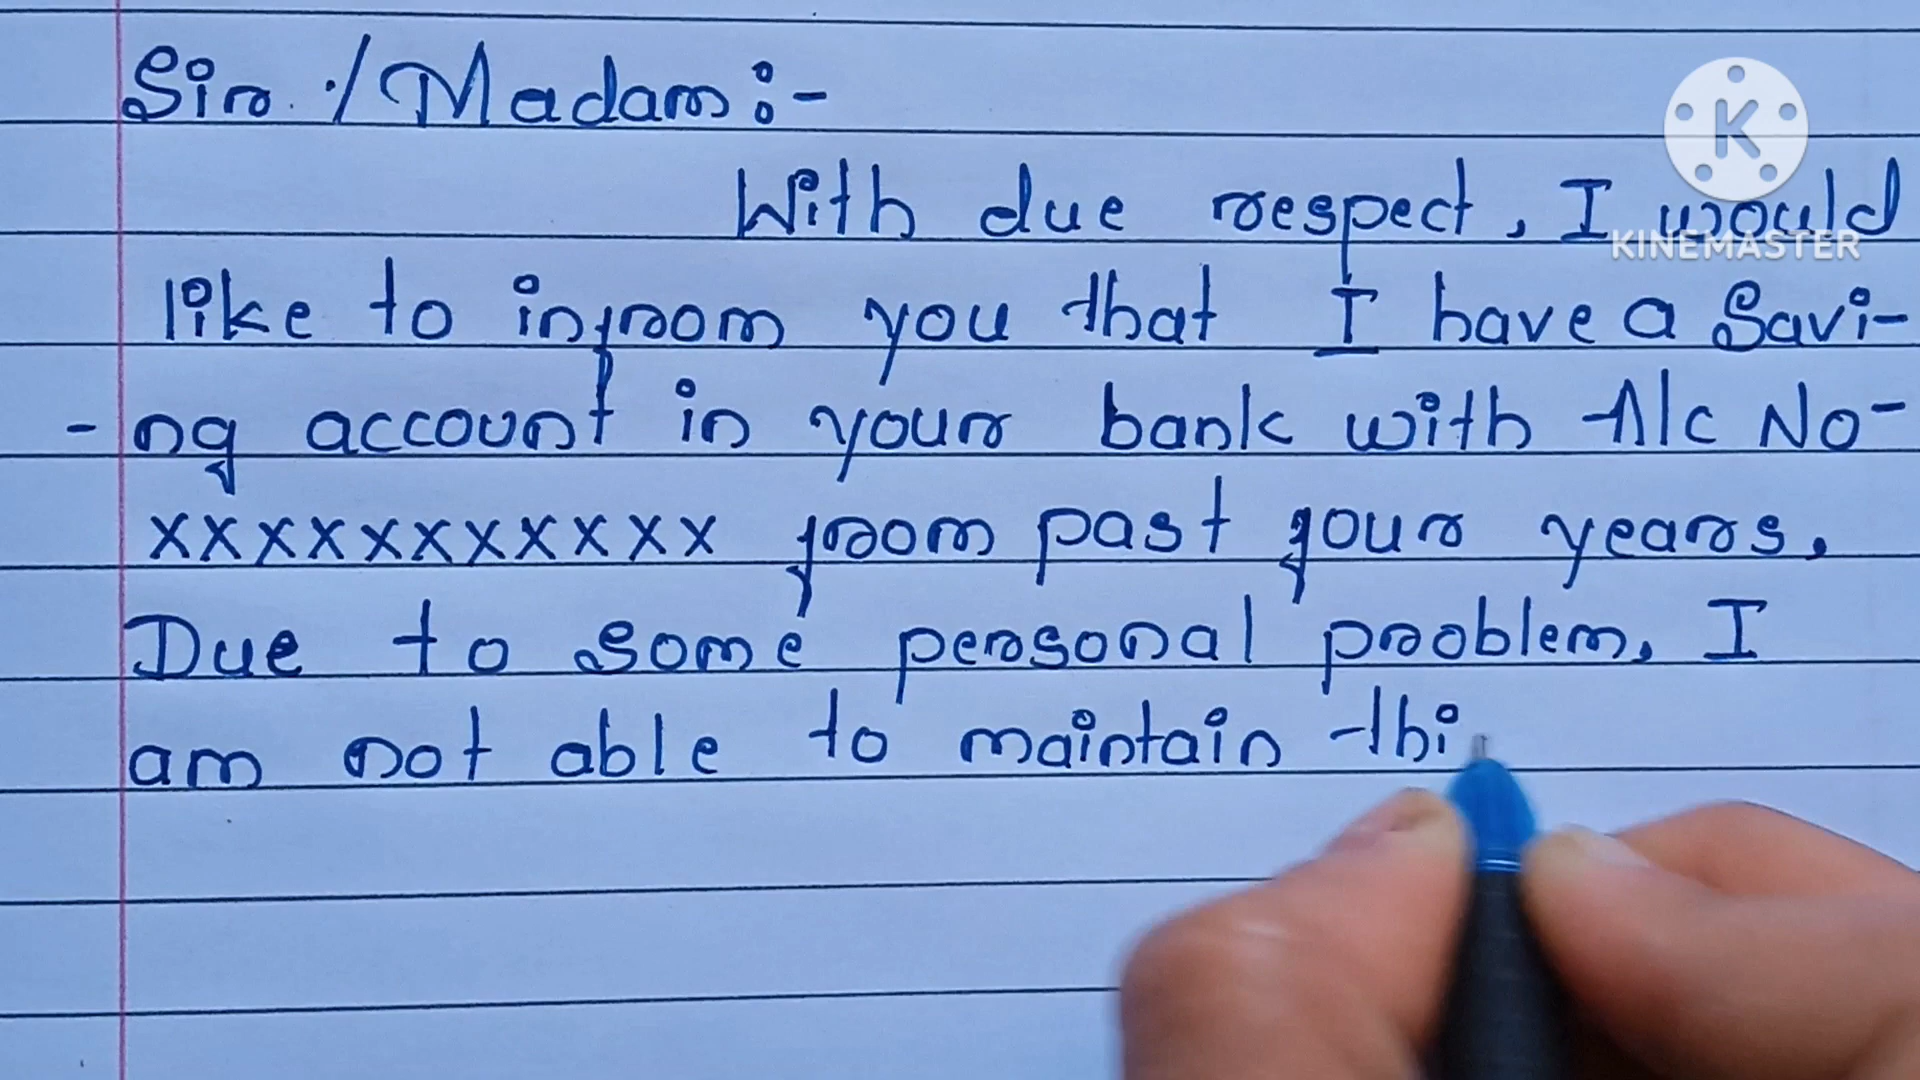 Sir./Madam:-
With due respect, I would
KINEMASTER
like to infrom you that I have a Savi-
-ng account in your bank with A/c No-
xxxxxxxxxxx from past four years.
Due to some personal problem, I
am not able to maintain thi